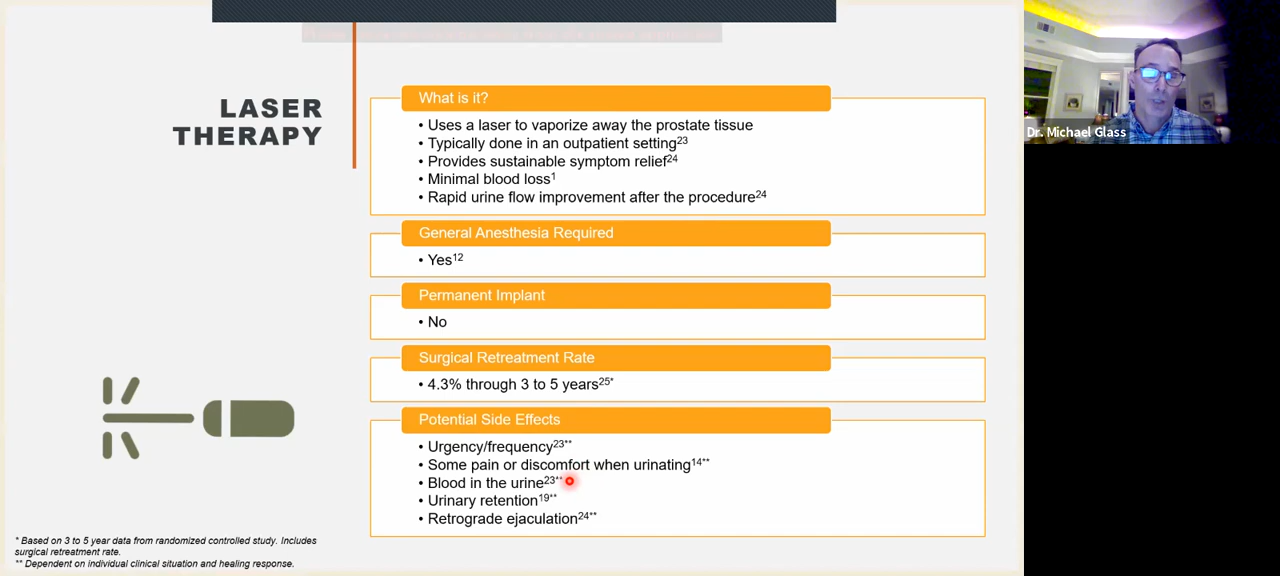 LASER
THERAPY
What is it?
• Uses a laser to vaporize away the prostate tissue
• Typically done in an outpatient setting23
• Provides sustainable symptom relief24
• Minimal blood loss1
• Rapid urine flow improvement after the procedure24
General Anesthesia Required
• Yes12
Permanent Implant
• No
Surgical Retreatment Rate
• 4.3% through 3 to 5 years25*
Potential Side Effects
• Urgency/frequency23**
• Some pain or discomfort when urinating14**
• Blood in the urine23**
• Urinary retention19**
• Retrograde ejaculation24**
* Based on 3 to 5 year data from randomized controlled study. Includes
surgical retreatment rate.
** Dependent on individual clinical situation and healing response.
Dr. Michael Glass